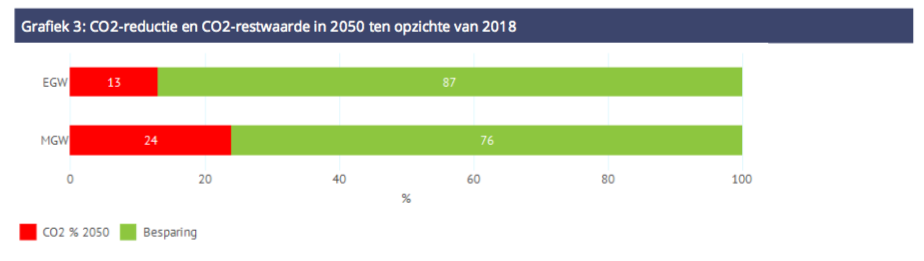 Grafiek 3: CO2-reductie en CO2-restwaarde in 2050 ten opzichte van 2018
EGW 13 87
MGW 24 76
0 20 40 60 80 100
%
CO2 % 2050 Besparing